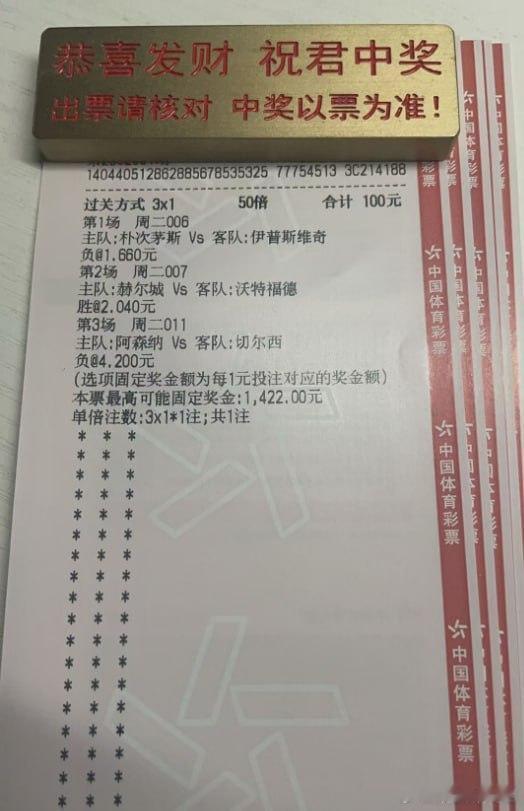 恭喜发财 祝君中奖
出票请核对 中奖以票为准！
14044051286288567853​5325 77754513 3C214188
过关方式 3x1 50倍 合计 100元
第1场 周二006
主队:朴次茅斯 Vs 客队:伊普斯维奇
负@1.660元
第2场 周二007
主队:赫尔城 Vs 客队:沃特福德
胜@2.040元
第3场 周二011
主队:阿森纳 Vs 客队:切尔西
负@4.200元
(选项固定奖金额为每1元投注对应的奖金额)
本票最高可能固定奖金:1,422.00元
单倍注数:3x1*1注;共1注
中国体育彩票
中国体育彩票
中国体育彩票
中国体育彩票